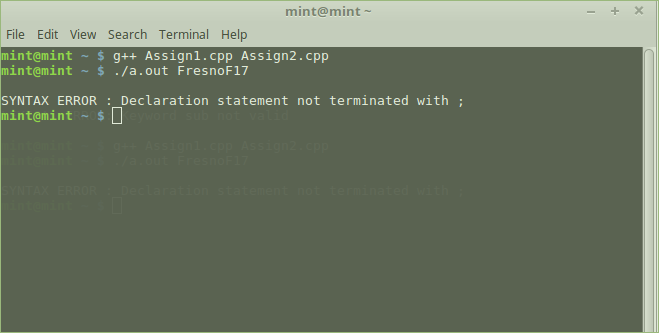 mint@mint ~
File Edit View Search Terminal Help
mint@mint ~ $ g++ Assign1.cpp Assign2.cpp
mint@mint ~ $ ./a.out FresnoF17
SYNTAX ERROR : Declaration statement not terminated with ;
mint@mint ~ $
keyword sub not valid
mint@mint ~ $ g++ Assign1.cpp Assign2.cpp
mint@mint ~ $ ./a.out FresnoF17
SYNTAX ERROR : Declaration statement not terminated with ;
mint@mint ~ $